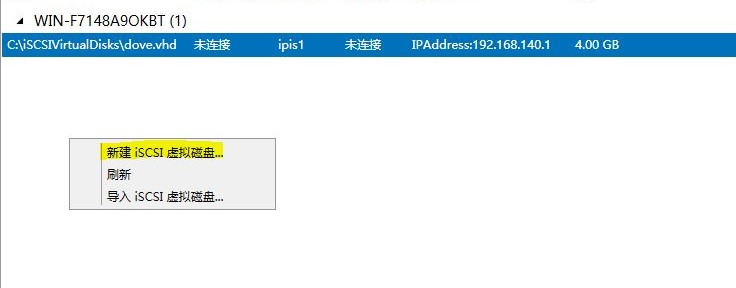 WIN-F7148A9OKBT (1)
C:\iSCSIVirtualDisks\dove.vhd 未连接 ipis1 未连接 IPAddress:192.168.140.1 4.00 GB
新建 iSCSI 虚拟磁盘...
刷新
导入 iSCSI 虚拟磁盘...